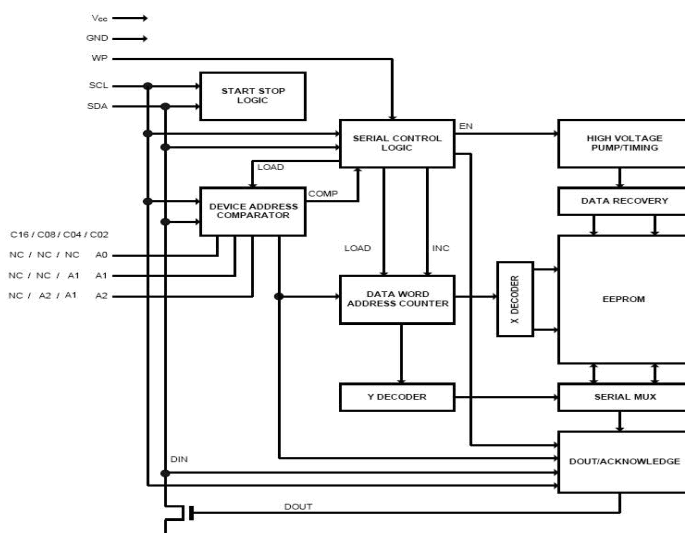 Vcc
GND
WP
SCL
START STOP
LOGIC
SDA
SERIAL CONTROL
LOGIC
EN
HIGH VOLTAGE
PUMP/TIMING
LOAD
COMP
DEVICE ADDRESS
COMPARATOR
DATA RECOVERY
C16 / C08 / C04 / C02
NC / NC / NC A0
NC / NC / A1 A1
NC / A2 / A1 A2
LOAD
INC
DATA WORD
ADDRESS COUNTER
X DECODER
EEPROM
Y DECODER
SERIAL MUX
DIN
DOUT/ACKNOWLEDGE
DOUT